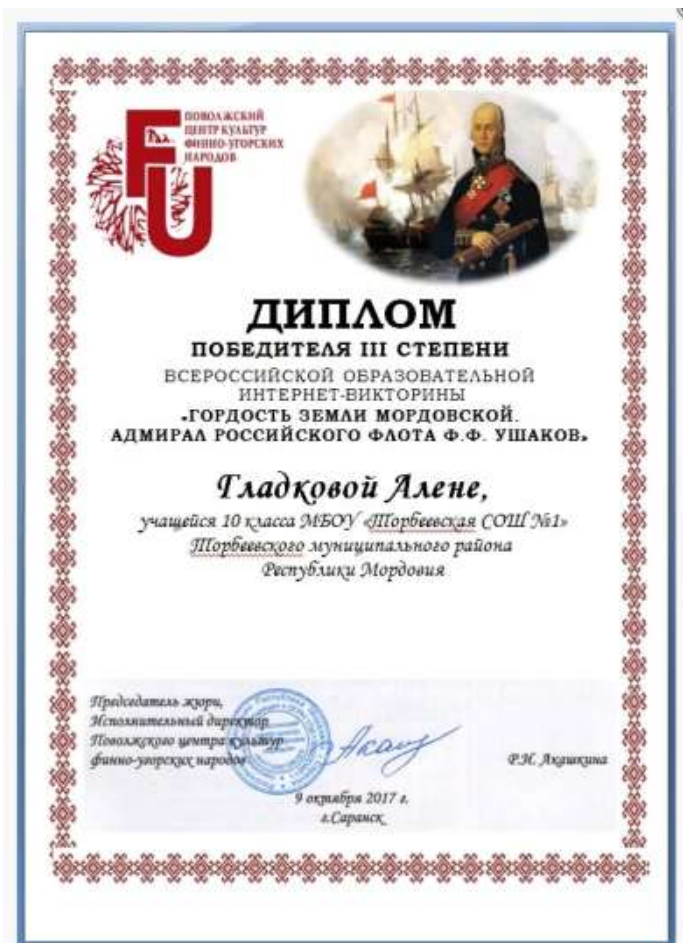 ПОВОЛЖСКИЙ
ЦЕНТР КУЛЬТУР
ФИННО-УГОРСКИХ
НАРОДОВ
FU
ДИПЛОМ
ПОБЕДИТЕЛЯ III СТЕПЕНИ
ВСЕРОССИЙСКОЙ ОБРАЗОВАТЕЛЬНОЙ
ИНТЕРНЕТ-ВИКТОРИНЫ
«ГОРДОСТЬ ЗЕМЛИ МОРДОВСКОЙ.
АДМИРАЛ РОССИЙСКОГО ФЛОТА Ф.Ф. УШАКОВ»
Гладковой Алене,
учащейся 10 класса МБОУ «Торбеевская СОШ №1»
Торбеевского муниципального района
Республики Мордовия
Председатель жюри,
Исполнительный директор
Поволжского центра культур
финно-угорских народов
Р.Н. Акашкина
9 октября 2017 г.
г.Саранск